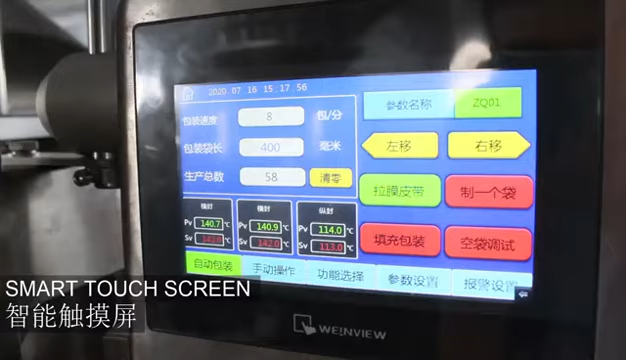 2020.07 16 15.17 56
参数名称 ZQ01
包装速度 8 包/分
包装袋长 400 毫米
左移 右移
生产总数 58 清零
拉膜皮带 制一个袋
横封 横封 纵封
Pv 140.7 ℃ Pv 140.9 ℃ Pv 114.0 ℃
Sv 142.0 ℃ Sv 142.0 ℃ Sv 113.0 ℃
填充包装 空袋调试
自动包装 手动操作 功能选择 参数设置 报警设置
SMART TOUCH SCREEN
智能触摸屏
WEINVIEW